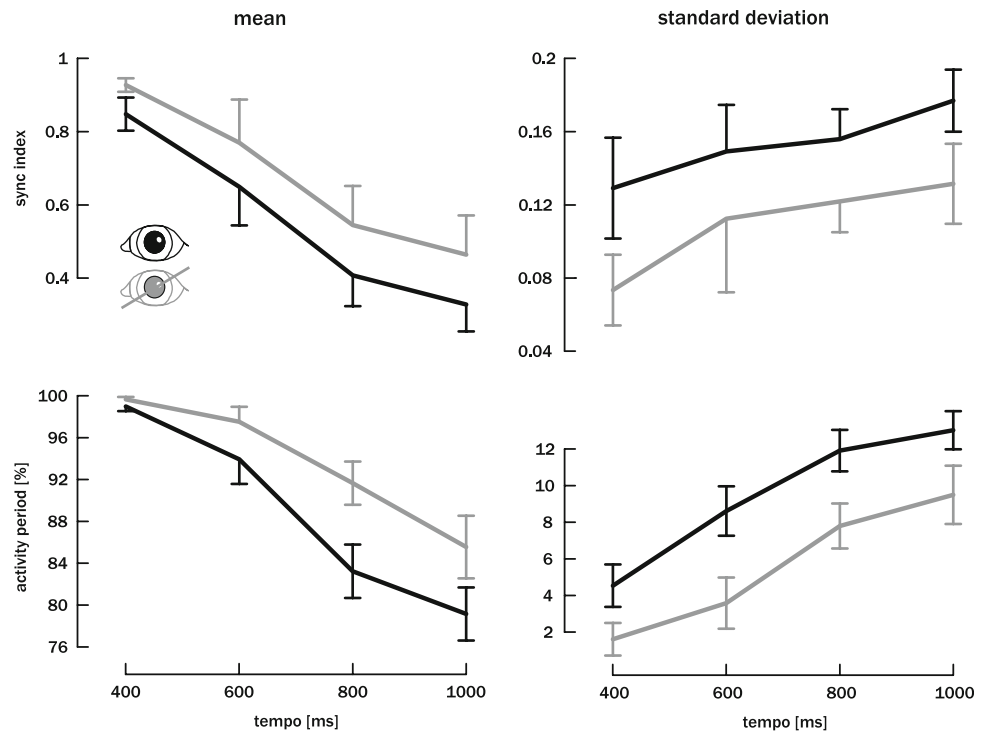 mean
standard deviation
sync index
1
0.8
0.6
0.4
0.2
0.16
0.12
0.08
0.04
activity period [%]
100
96
92
88
84
80
76
12
10
8
6
4
2
400 600 800 1000
tempo [ms]
400 600 800 1000
tempo [ms]